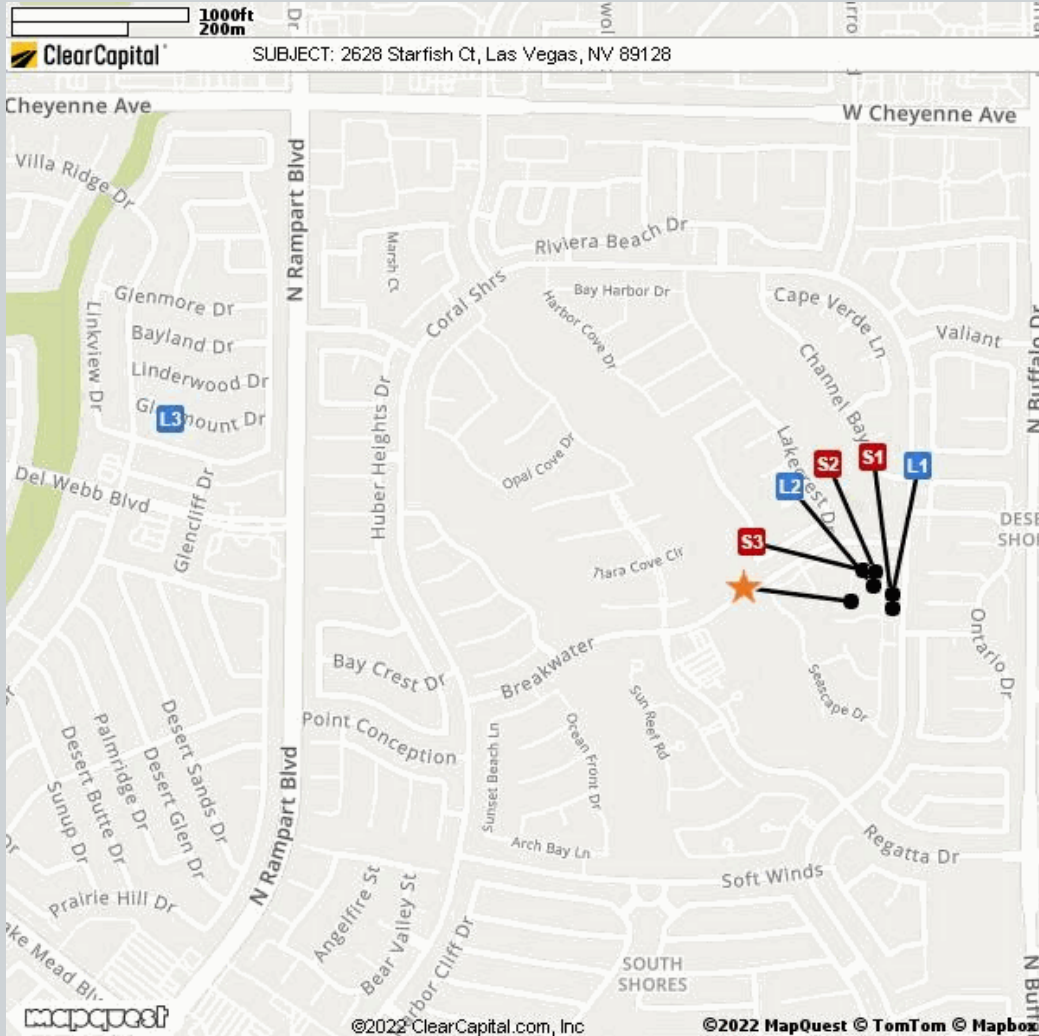 1000ft
200m
ClearCapital
SUBJECT: 2628 Starfish Ct, Las Vegas, NV 89128
Dr
Cheyenne Ave
W Cheyenne Ave
Villa Ridge Dr
N Rampart Blvd
Marsh Ct
Riviera Beach Dr
Coral Shrs
Bay Harbor Dr
Harbor Cove Dr
Cape Verde Ln
Valiant
Glenmore Dr
Bayland Dr
Linkview Dr
Linderwood Dr
L3
Channel Bay
N Buffalo Dr
Huber Heights Dr
Opal Cove Dr
Lakecrest Dr
S2
S1
L1
L2
Del Webb Blvd
Glencliff Dr
S3
Tiara Cove Cir
Ontario Dr
Bay Crest Dr
Breakwater
Seascape Dr
Sun Reef Rd
Point Conception
Sunset Beach Ln
Ocean Front Dr
Desert Sands Dr
Palmridge Dr
Desert Glen Dr
Desert Butte Dr
Sunup Dr
N Rampart Blvd
Arch Bay Ln
Regatta Dr
Soft Winds
Prairie Hill Dr
Angelfire St
Bear Valley St
SOUTH
SHORES
mapquest
©2022 ClearCapital.com, Inc
©2022 MapQuest © TomTom © Mapbox